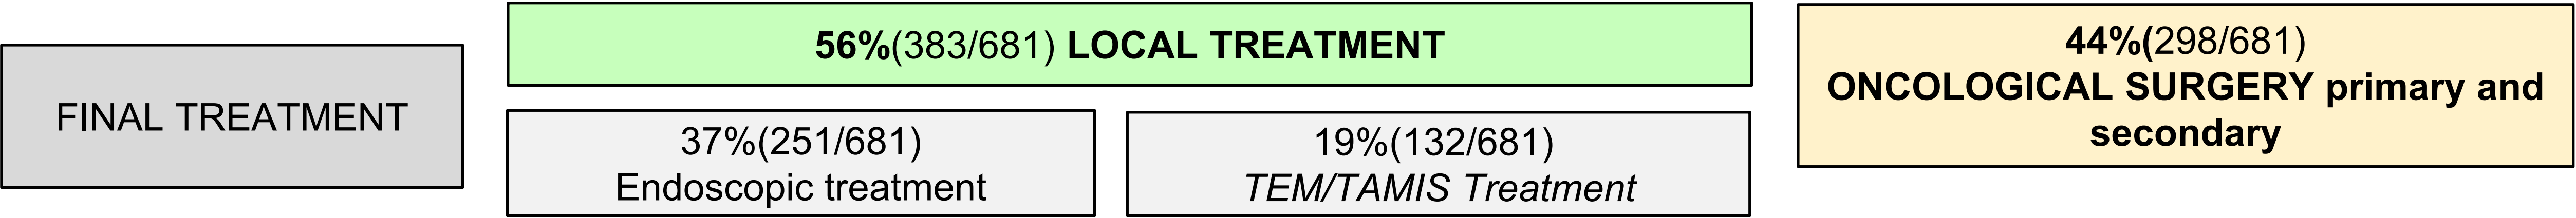 FINAL TREATMENT
56%(383/681) LOCAL TREATMENT
37%(251/681)
Endoscopic treatment
19%(132/681)
TEM/TAMIS Treatment
44%(298/681)
ONCOLOGICAL SURGERY primary and
secondary